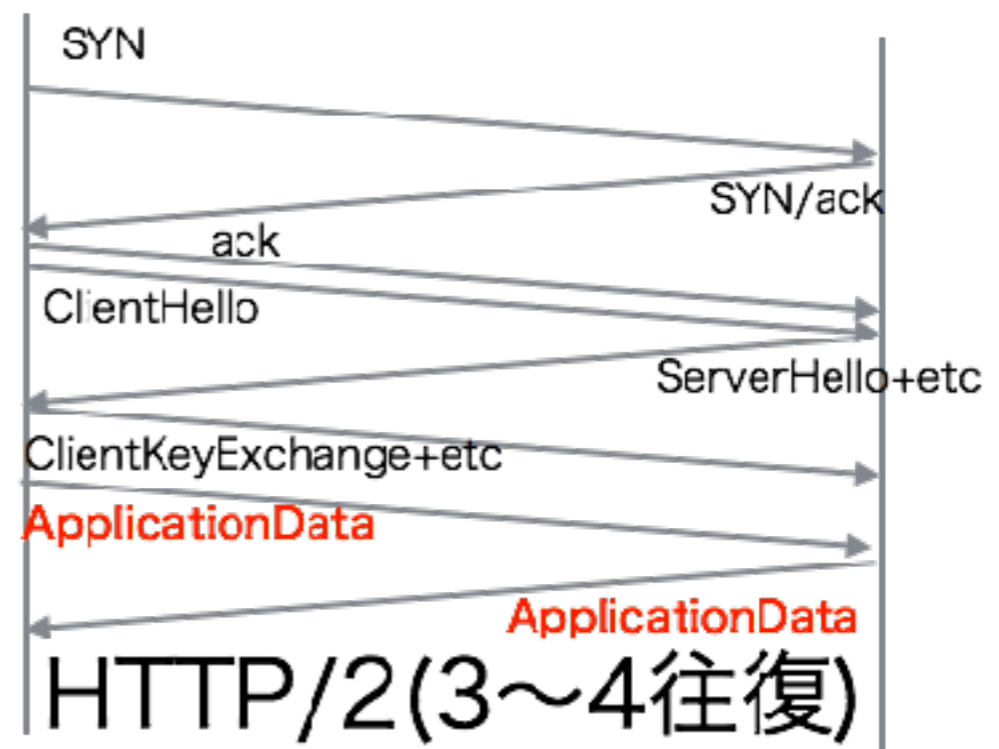 SYN
SYN/ack
ack
ClientHello
ServerHello+etc
ClientKeyExchange+etc
ApplicationData
ApplicationData
HTTP/2(3〜4往復)